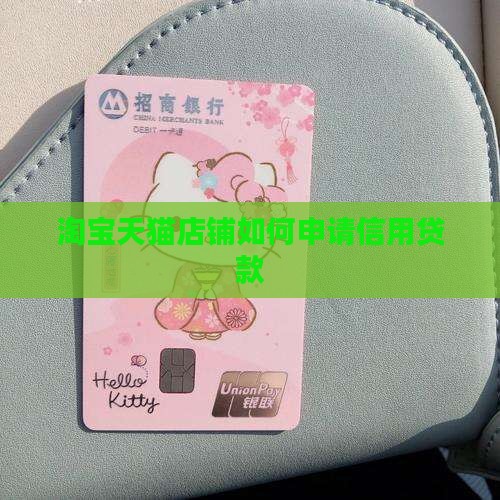 招商银行
CHINA MERCHANTS BANK
DEBIT 一卡通
淘宝天猫店铺如何申请信用贷
款
Hello
Kitty
UnionPay
银联